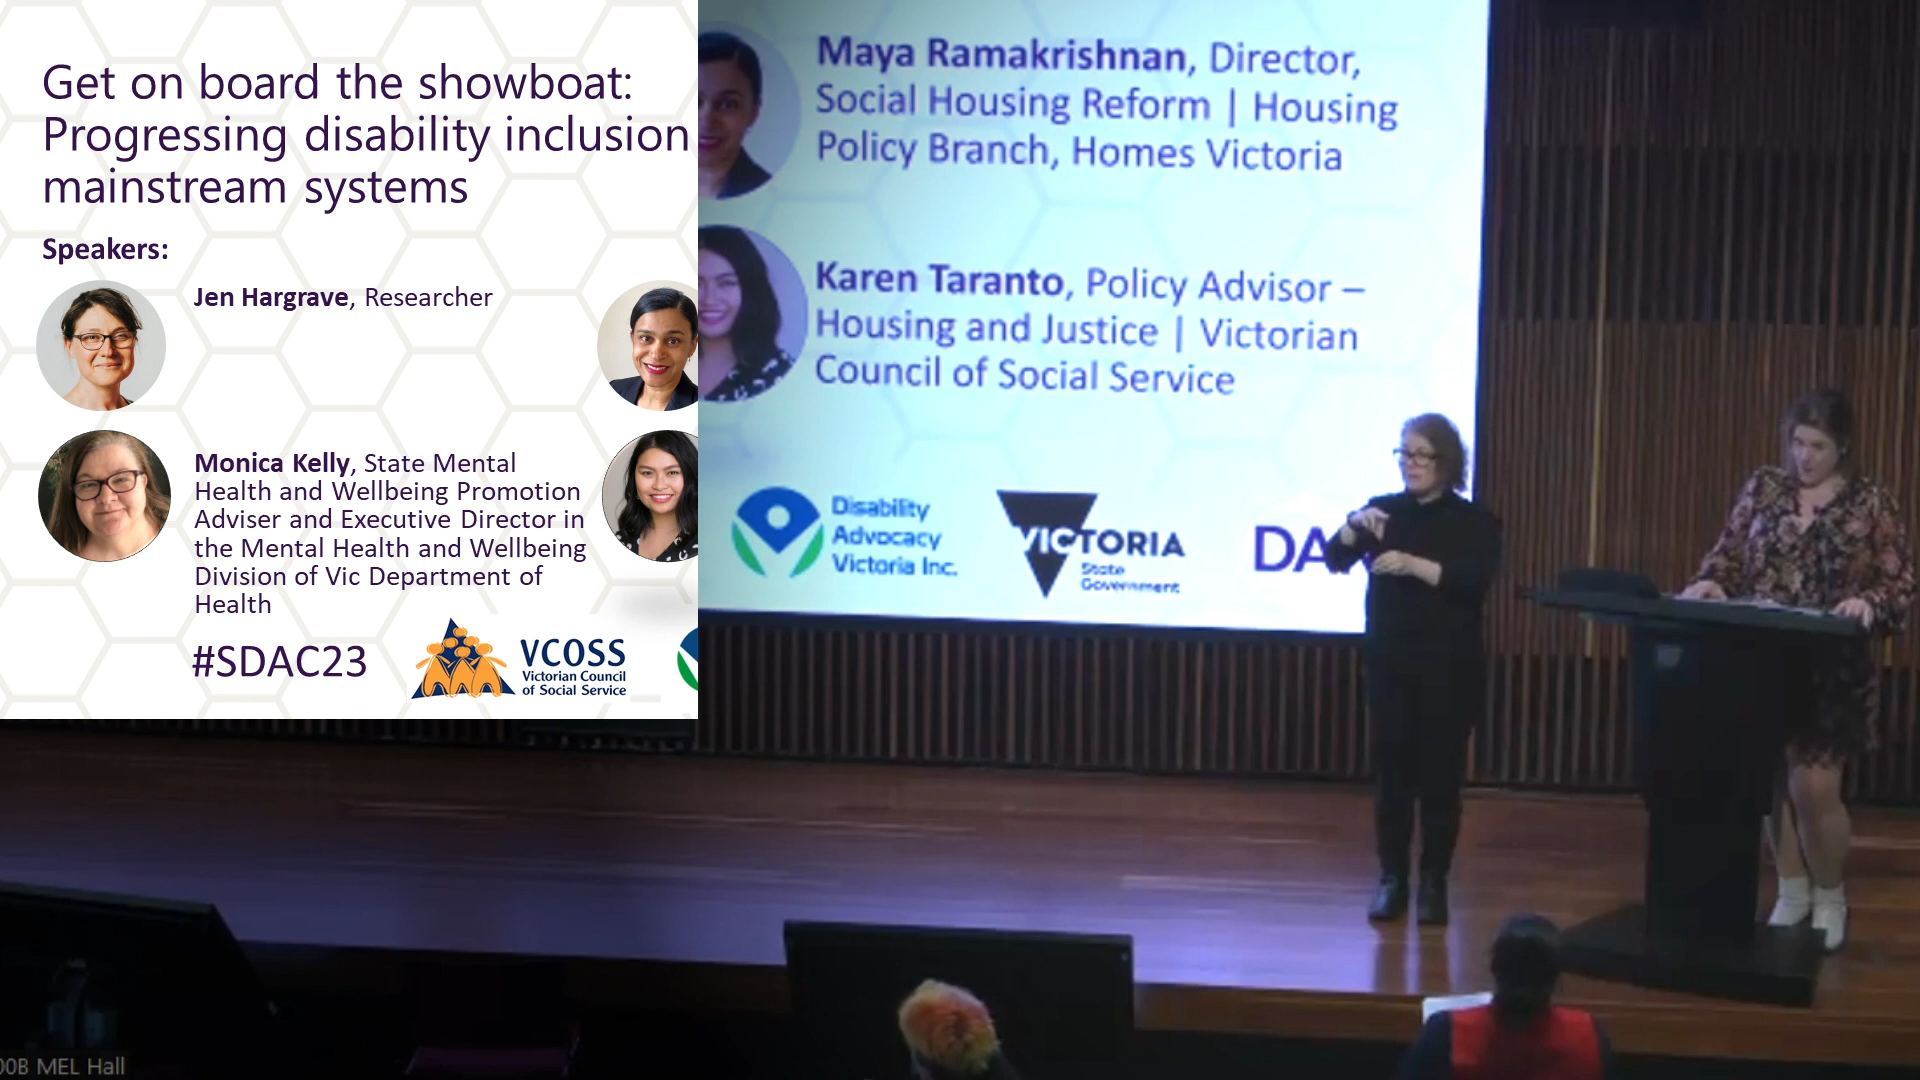 Get on board the showboat:
Progressing disability inclusion
mainstream systems
Speakers:
Jen Hargrave, Researcher
Monica Kelly, State Mental
Health and Wellbeing Promotion
Adviser and Executive Director in
the Mental Health and Wellbeing
Division of Vic Department of
Health
#SDAC23
VCOSS
Victorian Council
of Social Service
Maya Ramakrishnan, Director,
Social Housing Reform | Housing
Policy Branch, Homes Victoria
Karen Taranto, Policy Advisor –
Housing and Justice | Victorian
Council of Social Service
Disability
Advocacy
Victoria Inc.
VICTORIA
State
Government
MEL Hall